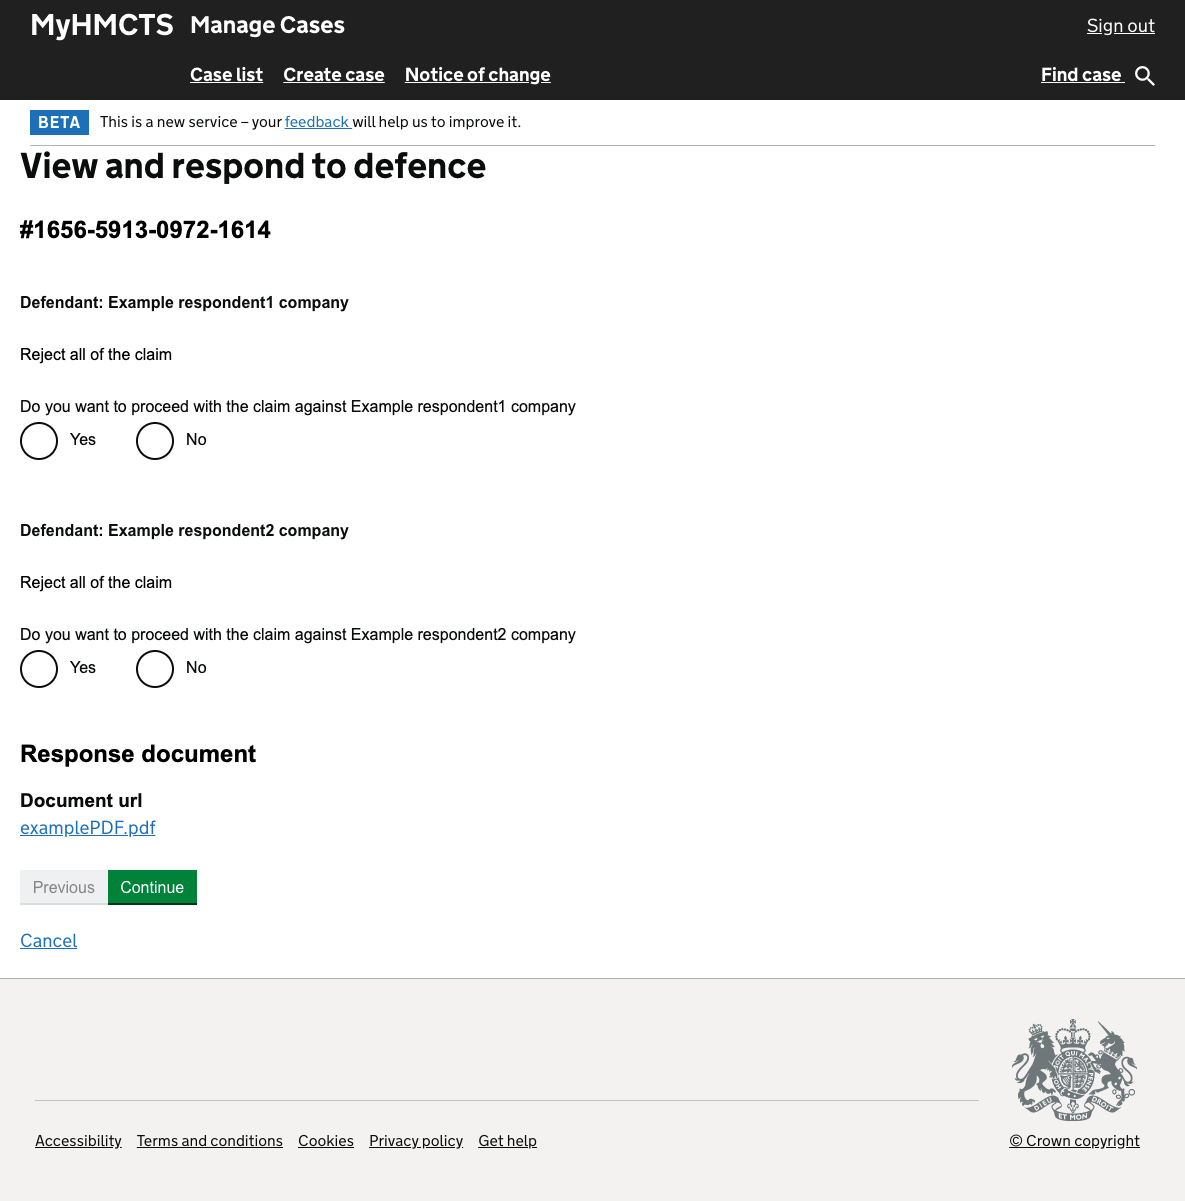 MyHMCTS Manage Cases Sign out
Case list Create case Notice of change Find case
BETA This is a new service – your feedback will help us to improve it.
View and respond to defence
#1656-5913-0972-1614
Defendant: Example respondent1 company
Reject all of the claim
Do you want to proceed with the claim against Example respondent1 company
Yes No
Defendant: Example respondent2 company
Reject all of the claim
Do you want to proceed with the claim against Example respondent2 company
Yes No
Response document
Document url
examplePDF.pdf
Previous Continue
Cancel
DIEU ET MON DROIT
Accessibility Terms and conditions Cookies Privacy policy Get help © Crown copyright